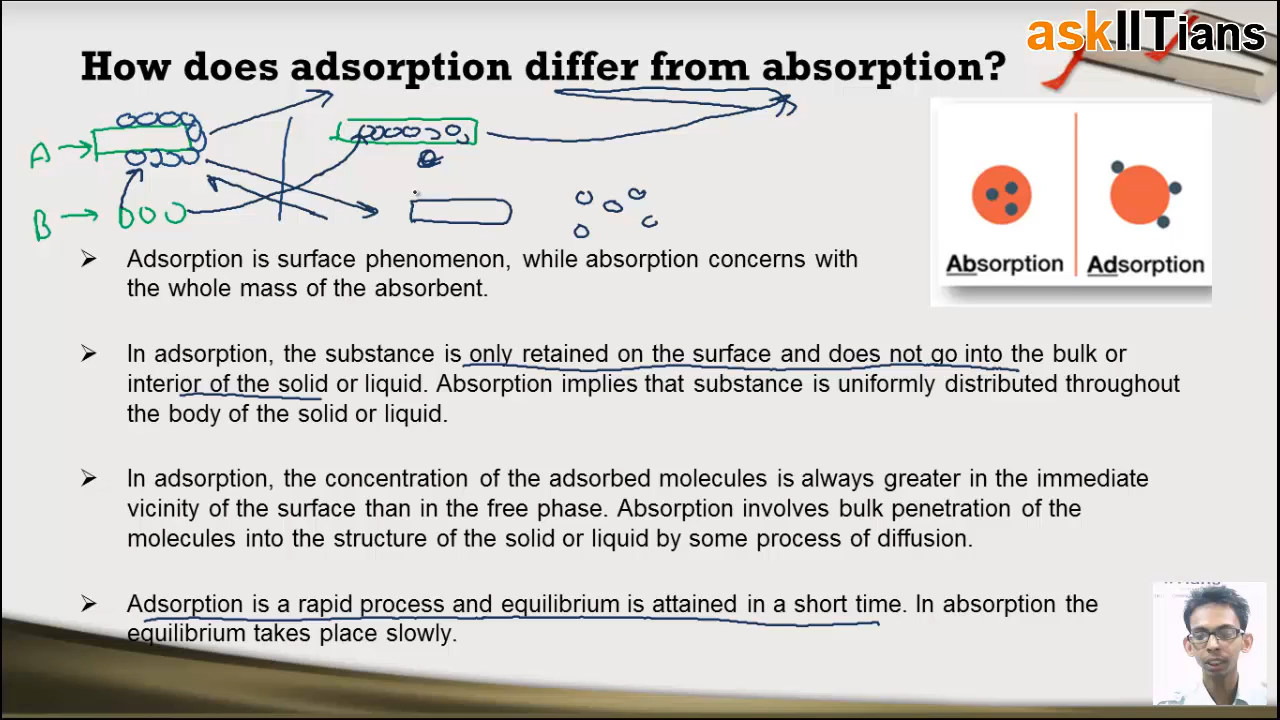 askIITians
How does adsorption differ from absorption?
A
B
Absorption
Adsorption
Adsorption is surface phenomenon, while absorption concerns with
the whole mass of the absorbent.
In adsorption, the substance is only retained on the surface and does not go into the bulk or
interior of the solid or liquid. Absorption implies that substance is uniformly distributed throughout
the body of the solid or liquid.
In adsorption, the concentration of the adsorbed molecules is always greater in the immediate
vicinity of the surface than in the free phase. Absorption involves bulk penetration of the
molecules into the structure of the solid or liquid by some process of diffusion.
Adsorption is a rapid process and equilibrium is attained in a short time. In absorption the
equilibrium takes place slowly.